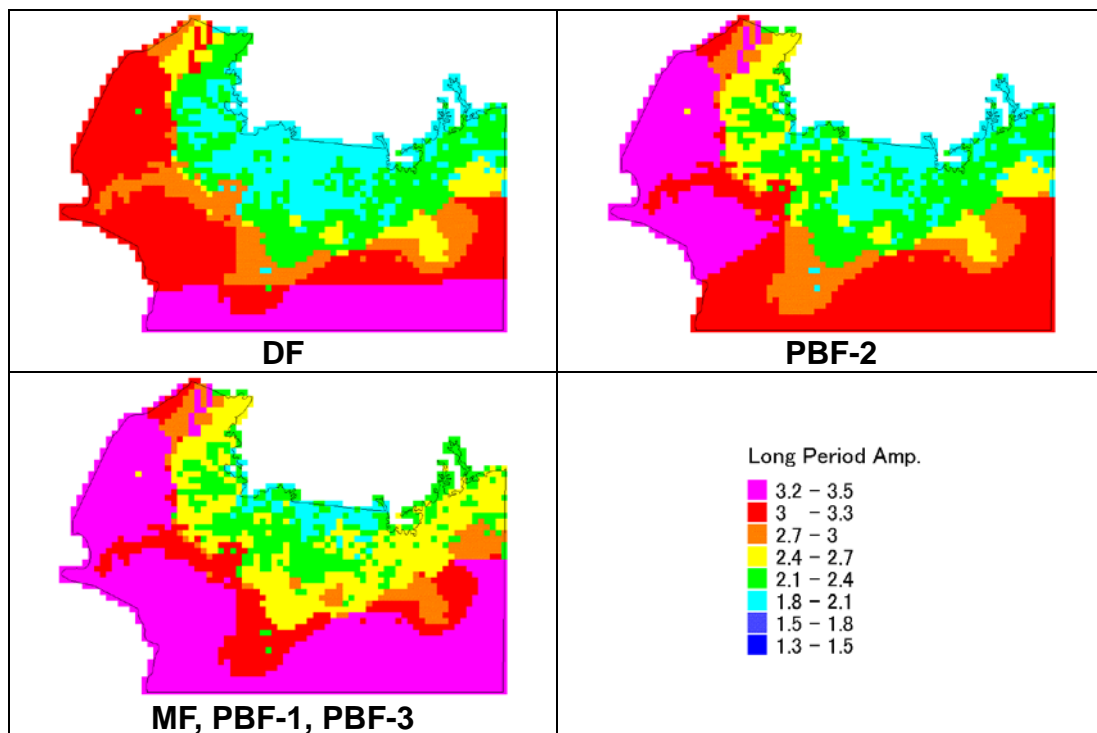 DF
PBF-2
MF, PBF-1, PBF-3
Long Period Amp.
3.2 – 3.5
3 – 3.3
2.7 – 3
2.4 – 2.7
2.1 – 2.4
1.8 – 2.1
1.5 – 1.8
1.3 – 1.5